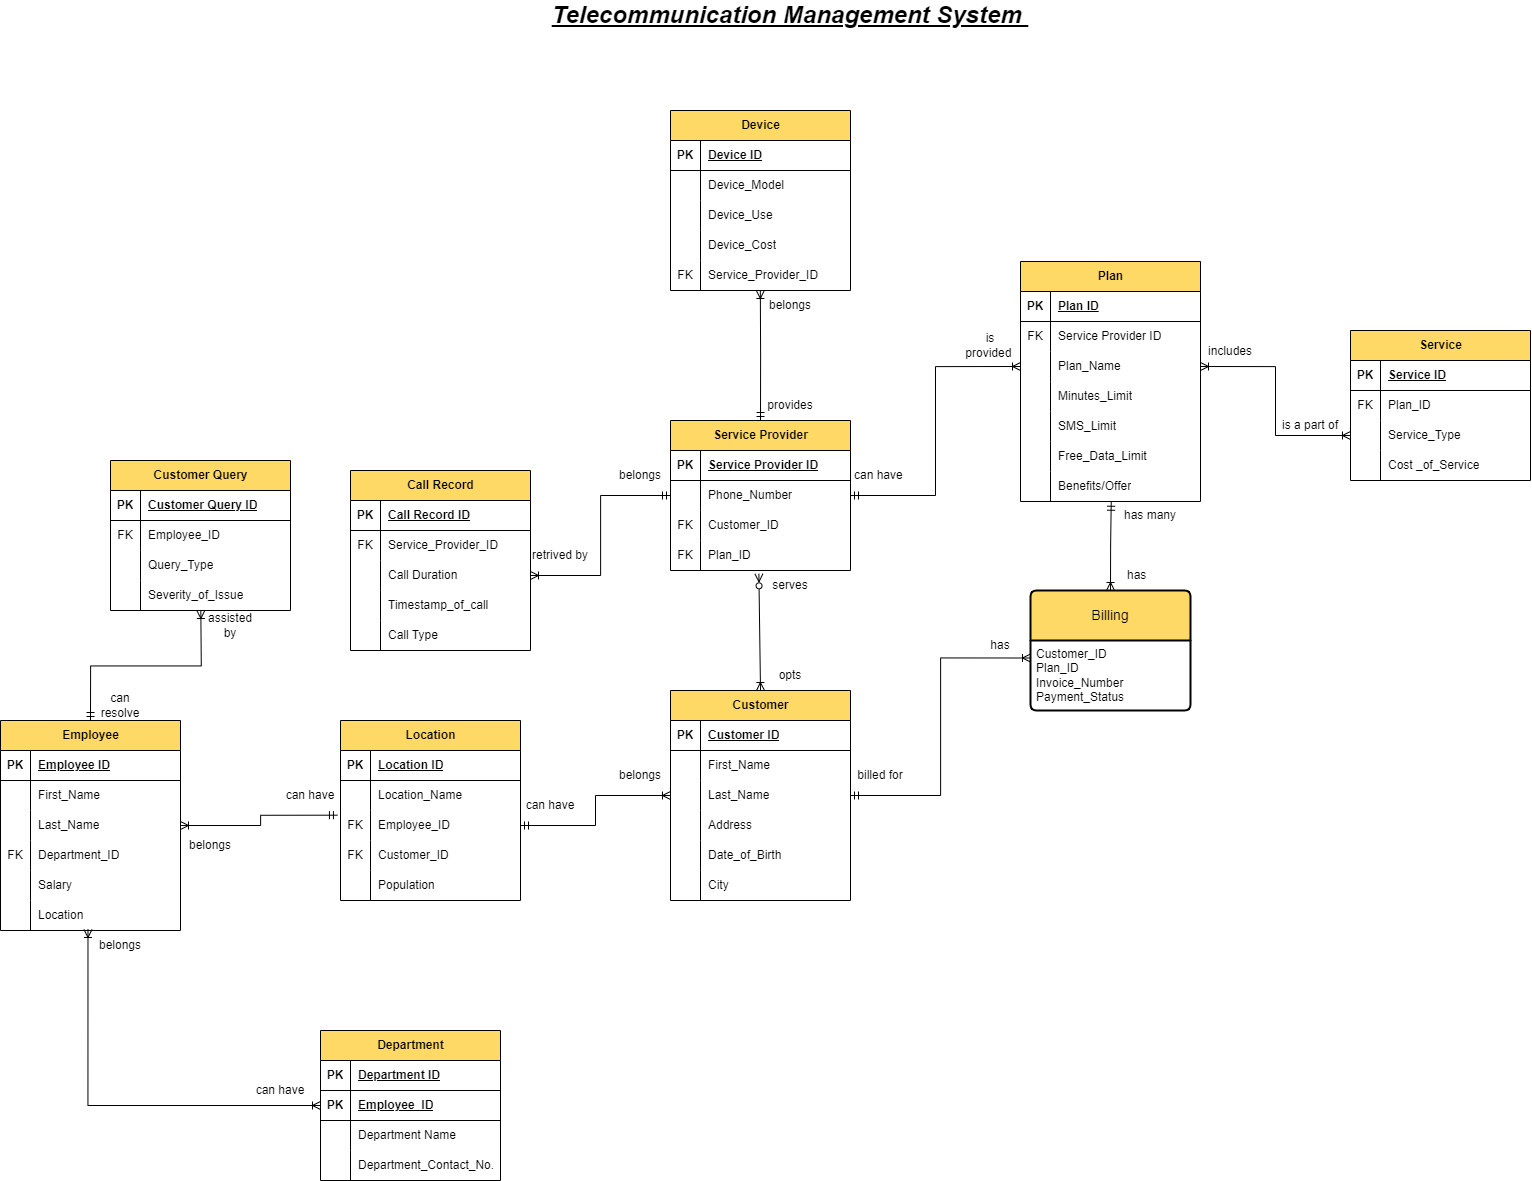 Telecommunication Management System
Device
PK Device ID
Device_Model
Device_Use
Device_Cost
FK Service_Provider_ID
belongs
provides
Plan
PK Plan ID
FK Service Provider ID
Plan_Name
Minutes_Limit
SMS_Limit
Free_Data_Limit
Benefits/Offer
is
provided
includes
is a part of
Service
PK Service ID
FK Plan_ID
Service_Type
Cost _of_Service
Service Provider
PK Service Provider ID
Phone_Number
FK Customer_ID
FK Plan_ID
belongs
can have
Customer Query
PK Customer Query ID
FK Employee_ID
Query_Type
Severity_of_Issue
assisted
by
Call Record
PK Call Record ID
FK Service_Provider_ID
Call Duration
Timestamp_of_call
Call Type
retrived by
serves
opts
has many
has
Billing
Customer_ID
Plan_ID
Invoice_Number
Payment_Status
has
can
resolve
Employee
PK Employee ID
First_Name
Last_Name
FK Department_ID
Salary
Location
belongs
can have
Location
PK Location ID
Location_Name
FK Employee_ID
FK Customer_ID
Population
can have
belongs
Customer
PK Customer ID
First_Name
Last_Name
Address
Date_of_Birth
City
billed for
belongs
can have
Department
PK Department ID
PK Employee_ID
Department Name
Department_Contact_No.